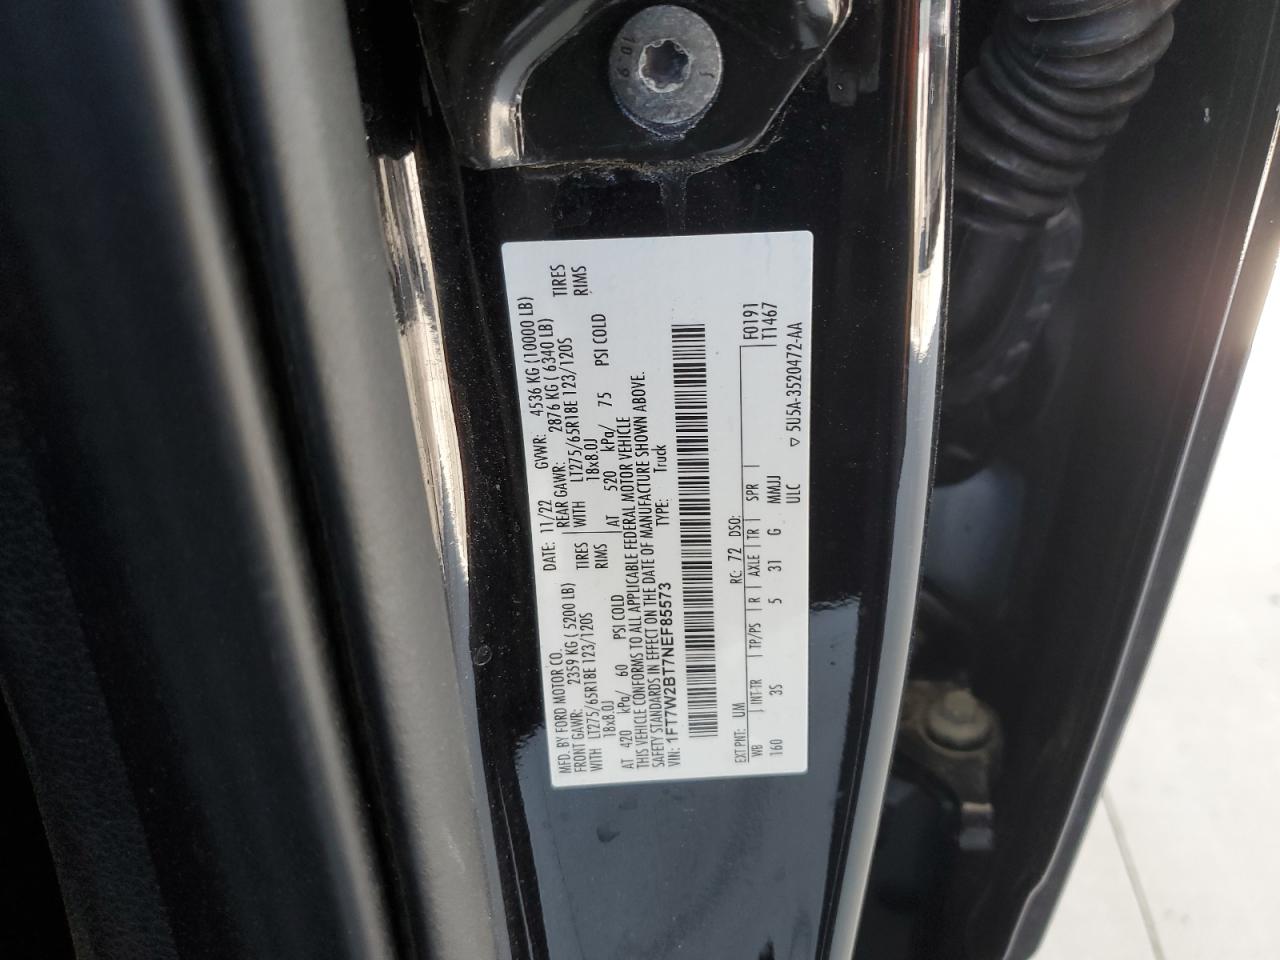 10.9
MFD. BY FORD MOTOR CO. DATE: 11/22 GVWR: 4536 KG (10000 LB)
FRONT GAWR: 2359 KG ( 5200 LB) REAR GAWR: 2876 KG ( 6340 LB)
WITH LT275/65R18E 123/120S TIRES WITH LT275/65R18E 123/120S TIRES
18x8.0J RIMS 18x8.0J RIMS
AT 420 kPa/ 60 PSI COLD AT 520 kPa/ 75 PSI COLD
THIS VEHICLE CONFORMS TO ALL APPLICABLE FEDERAL MOTOR VEHICLE
SAFETY STANDARDS IN EFFECT ON THE DATE OF MANUFACTURE SHOWN ABOVE.
VIN: 1FT7W2BT7NEF85573 TYPE: Truck
EXT PNT: UM RC: 72 DSO: F0191
WB INT-TR TP/PS R AXLE TR SPR T1467
160 3S 5 31 G MMJJ
ULC
▽ 5U5A-3520472-AA